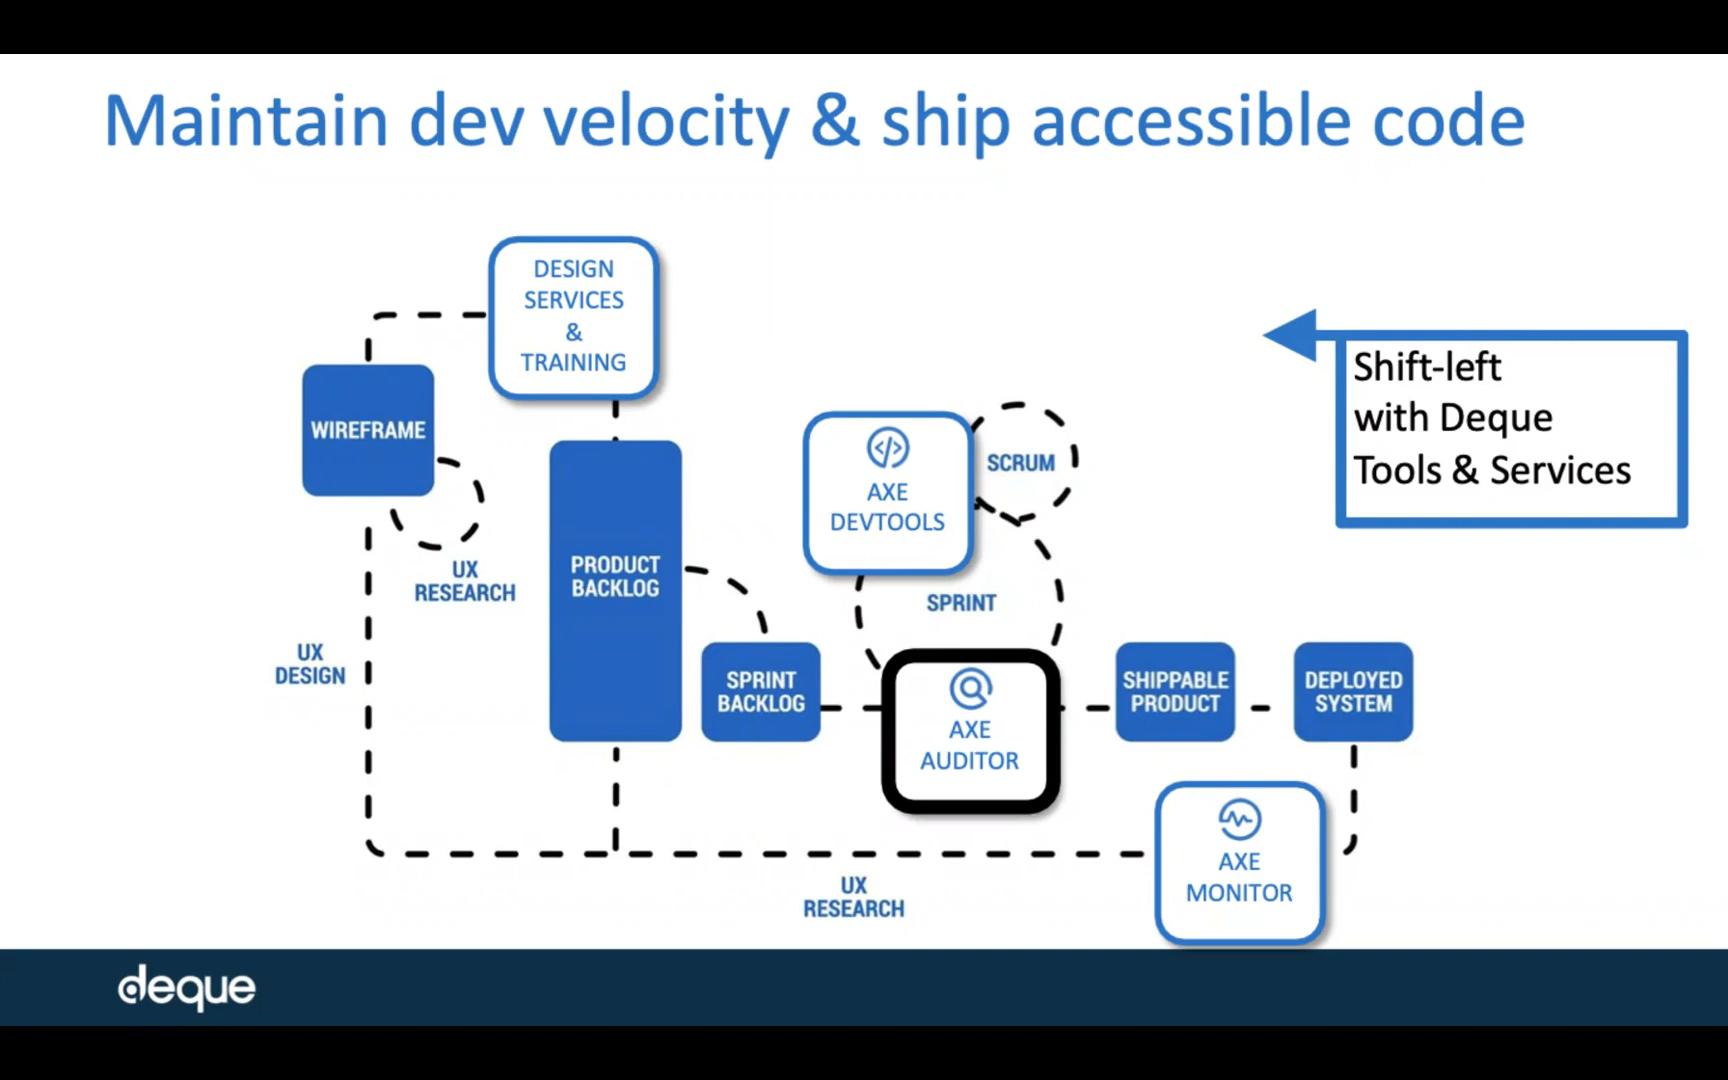 Maintain dev velocity & ship accessible code
DESIGN
SERVICES
&
TRAINING
WIREFRAME
UX
RESEARCH
UX
DESIGN
PRODUCT
BACKLOG
SPRINT
BACKLOG
AXE
DEVTOOLS
SCRUM
SPRINT
AXE
AUDITOR
SHIPPABLE
PRODUCT
DEPLOYED
SYSTEM
AXE
MONITOR
UX
RESEARCH
Shift-left
with Deque
Tools & Services
deque